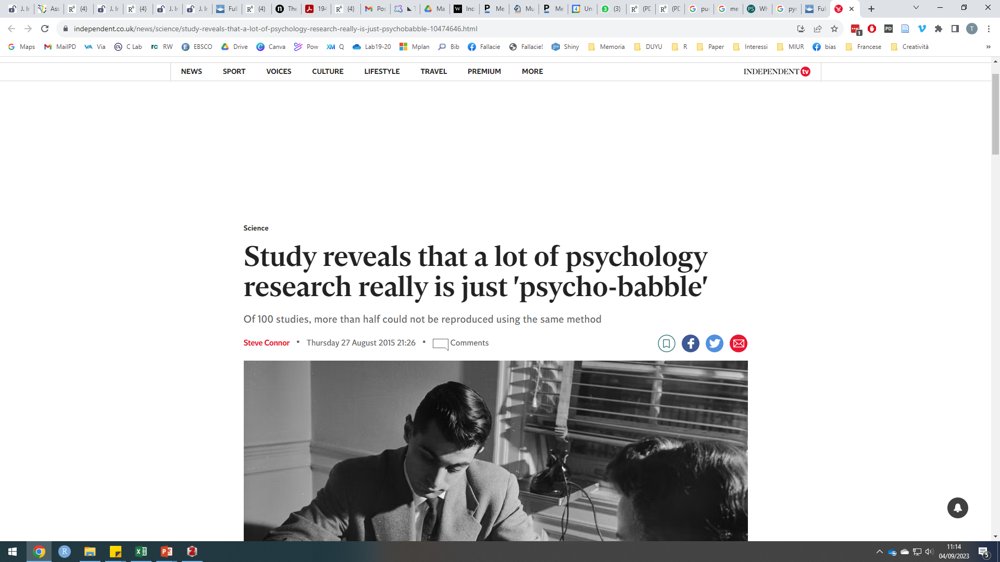 J. Ir Ass (4) J. Ir (4) J. Ir J. Ir Full (4) The 194 (4) Pos Ma Inc Me Mu Me Uni (3) (PD (PD pur me Wh pyr Ful
independent.co.uk/news/science/study-reveals-that-a-lot-of-psychology-research-really-is-just-psychobabble-10474646.html
Maps MailPD Via C Lab RW EBSCO Drive Canva Pow Q Lab19-20 Mplan Bib Fallacie Fallacie! Shiny Memoria DUYU R Paper Interessi MIUR bias Francese Creatività
NEWS SPORT VOICES CULTURE LIFESTYLE TRAVEL PREMIUM MORE INDEPENDENT tv
Science
Study reveals that a lot of psychology
research really is just 'psycho-babble'
Of 100 studies, more than half could not be reproduced using the same method
Steve Connor • Thursday 27 August 2015 21:26 • Comments
11:14
04/09/2023
5